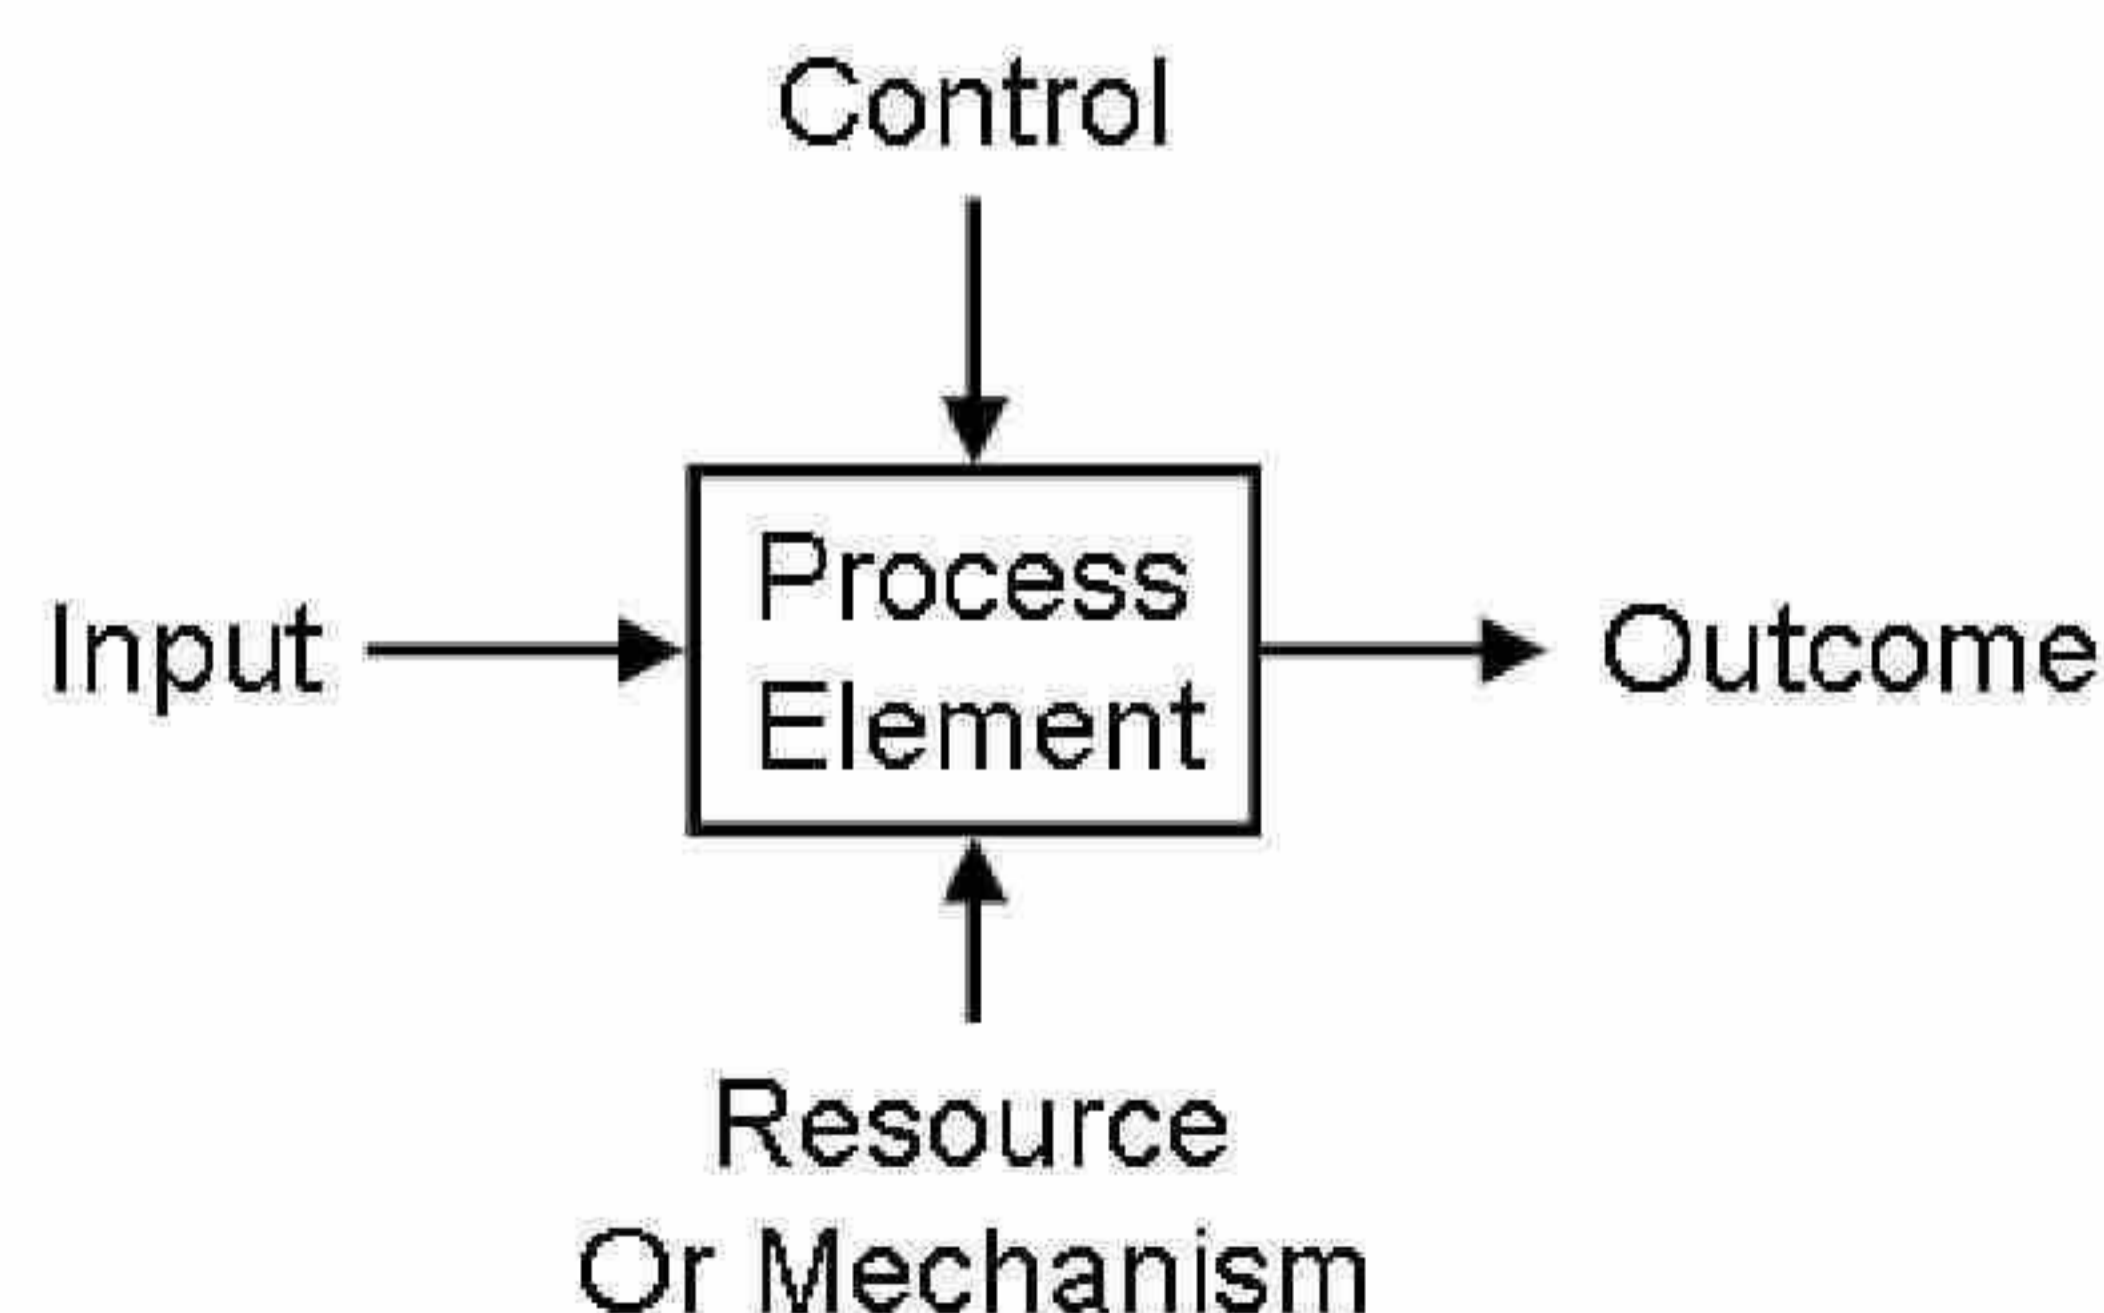 Control
Process
Element
Input
Outcome
Resource
Or Mechanism